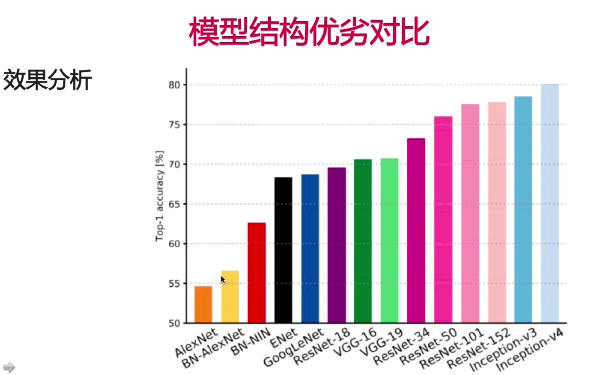 模型结构优劣对比
效果分析
Top-1 accuracy [%]
80
75
70
65
60
55
50
AlexNet
BN-AlexNet
BN-NIN
ENet
GoogLeNet
ResNet-18
VGG-16
VGG-19
ResNet-34
ResNet-50
ResNet-101
ResNet-152
Inception-v3
Inception-v4